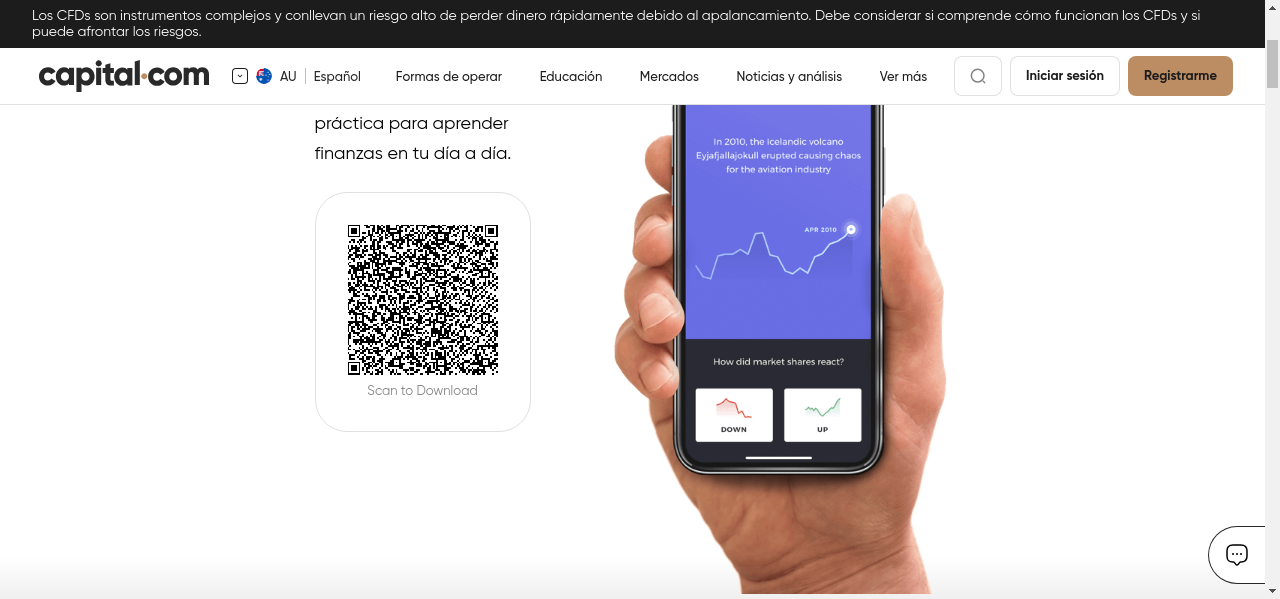 Los CFDs son instrumentos complejos y conllevan un riesgo alto de perder dinero rápidamente debido al apalancamiento. Debe considerar si comprende cómo funcionan los CFDs y si
puede afrontar los riesgos.
capital.com
AU
Español
Formas de operar
Educación
Mercados
Noticias y análisis
Ver más
Iniciar sesión
Registrarme
práctica para aprender
finanzas en tu día a día.
Scan to Download
In 2010, the Icelandic volcano
Eyjafjallajokull erupted causing chaos
for the aviation industry
APR 2010
How did market shares react?
DOWN
UP